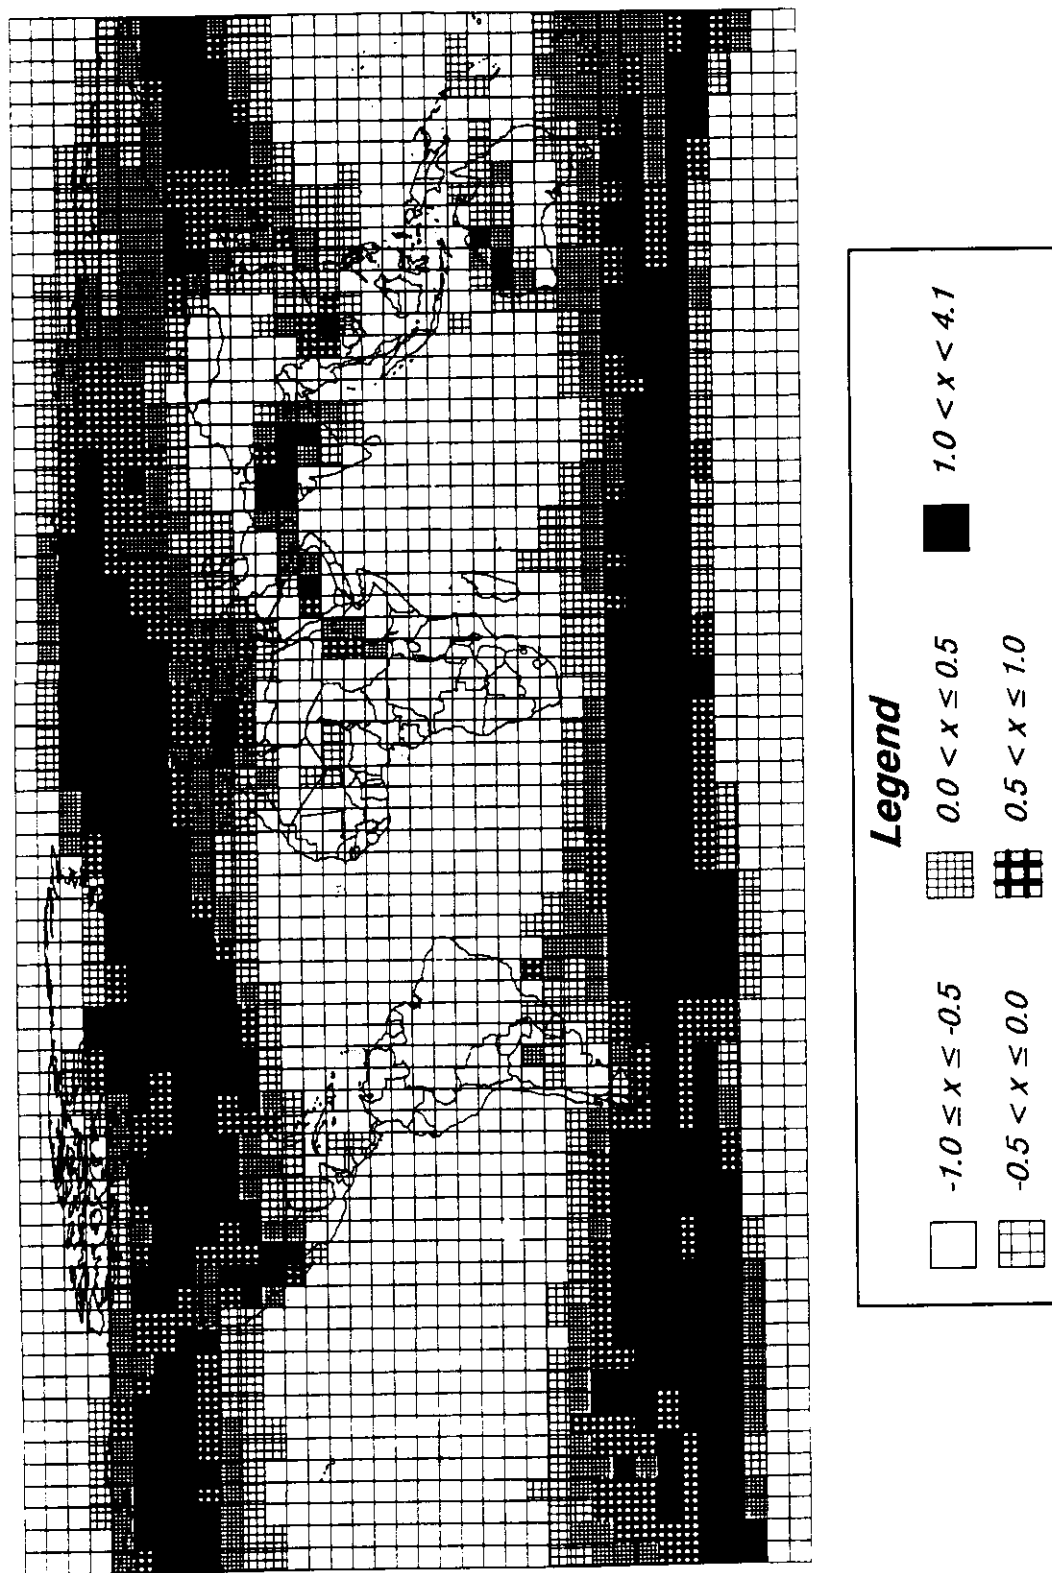 Legend
-1.0 ≤ x ≤ -0.5
0.0 < x ≤ 0.5
1.0 < x < 4.1
-0.5 < x ≤ 0.0
0.5 < x ≤ 1.0